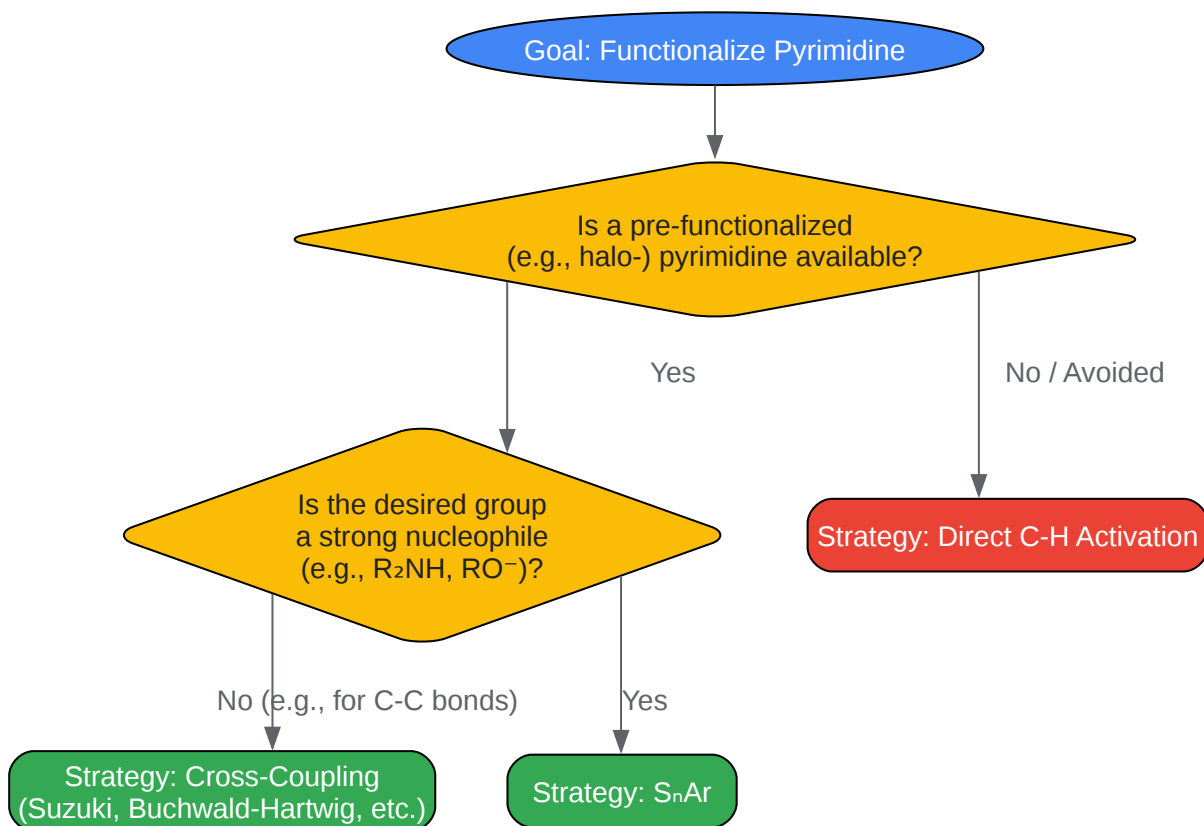 Goal: Functionalize Pyrimidine
Is a pre-functionalized
(e.g., halo-) pyrimidine available?
Yes
No / Avoided
Is the desired group
a strong nucleophile
(e.g., R₂NH, RO⁻)?
Strategy: Direct C-H Activation
No (e.g., for C-C bonds)
Yes
Strategy: Cross-Coupling
(Suzuki, Buchwald-Hartwig, etc.)
Strategy: SₙAr